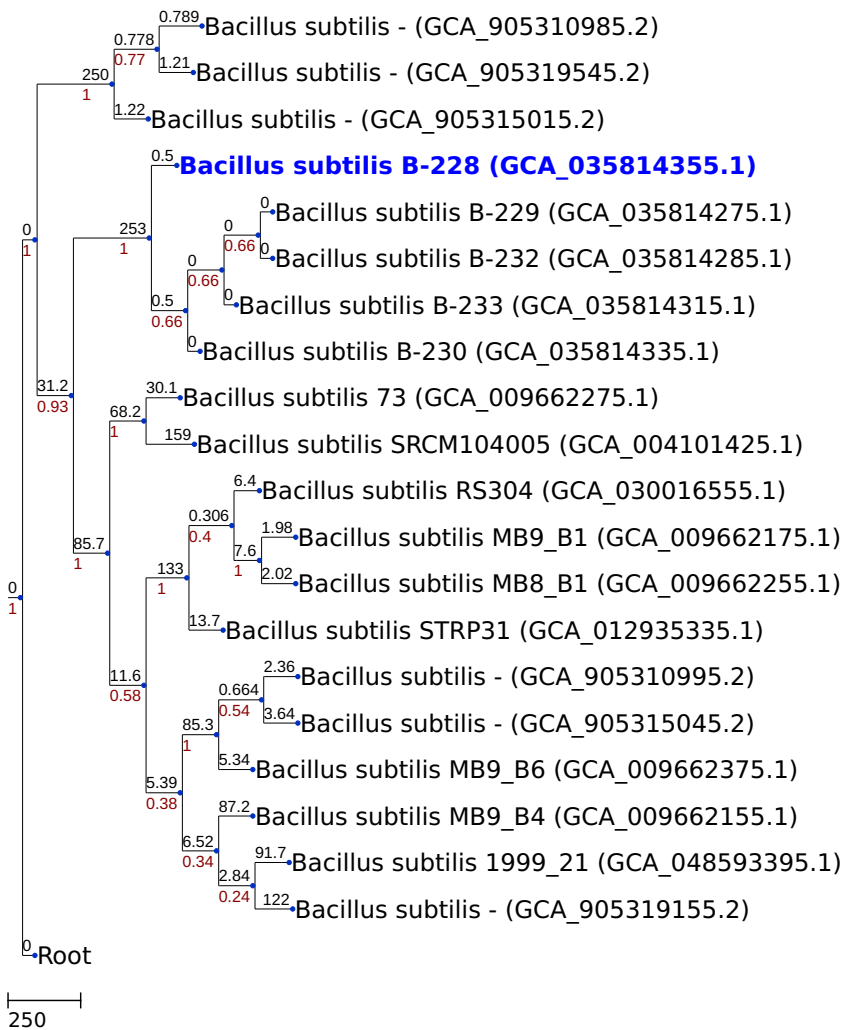 0.789
Bacillus subtilis - (GCA_905310985.2)
0.778
0.77
1.21
Bacillus subtilis - (GCA_905319545.2)
250
1
1.22
Bacillus subtilis - (GCA_905315015.2)
0.5
Bacillus subtilis B-228 (GCA_035814355.1)
0
Bacillus subtilis B-229 (GCA_035814275.1)
0
1
253
1
0
0.66
0
Bacillus subtilis B-232 (GCA_035814285.1)
0
0.66
0
Bacillus subtilis B-233 (GCA_035814315.1)
0.5
0.66
0
Bacillus subtilis B-230 (GCA_035814335.1)
31.2
0.93
30.1
Bacillus subtilis 73 (GCA_009662275.1)
68.2
1
159
Bacillus subtilis SRCM104005 (GCA_004101425.1)
6.4
Bacillus subtilis RS304 (GCA_030016555.1)
0.306
0.4
1.98
Bacillus subtilis MB9_B1 (GCA_009662175.1)
85.7
1
7.6
1
2.02
Bacillus subtilis MB8_B1 (GCA_009662255.1)
133
1
0
1
13.7
Bacillus subtilis STRP31 (GCA_012935335.1)
11.6
0.58
2.36
Bacillus subtilis - (GCA_905310995.2)
0.664
0.54
3.64
Bacillus subtilis - (GCA_905315045.2)
85.3
1
5.34
Bacillus subtilis MB9_B6 (GCA_009662375.1)
5.39
0.38
87.2
Bacillus subtilis MB9_B4 (GCA_009662155.1)
6.52
0.34
91.7
Bacillus subtilis 1999_21 (GCA_048593395.1)
2.84
0.24
122
Bacillus subtilis - (GCA_905319155.2)
0
Root
250